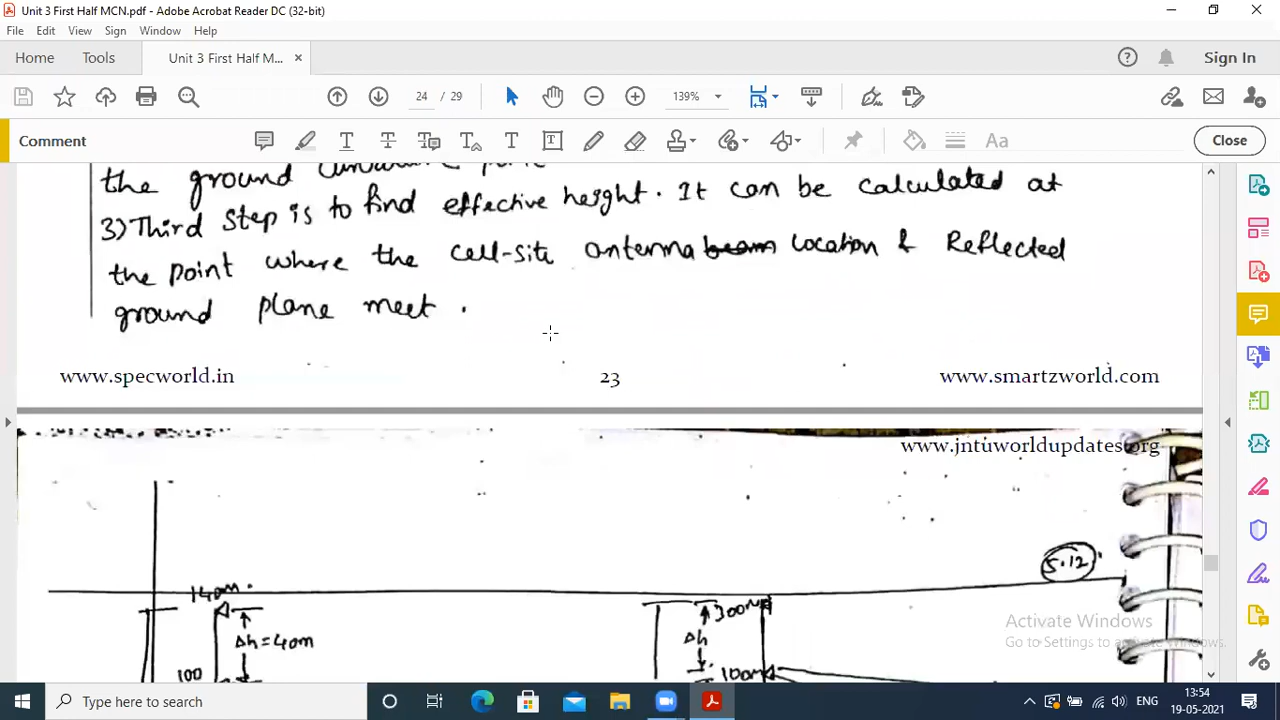 Unit 3 First Half MCN.pdf - Adobe Acrobat Reader DC (32-bit)
File Edit View Sign Window Help
Home Tools Unit 3 First Half M... × Sign In
24 / 29 139%
Comment Aa Close
the ground
3) Third Step is to find effective height. It can be calculated at
the point where the cell-site antenna location & Reflected
ground plane meet.
www.specworld.in 23 www.smartzworld.com
www.jntuworldupdates.org
5.12
140m. 300m
Δh=40m Δh
100 100m
Activate Windows
Go to Settings to activate Windows.
Type here to search ENG 13:54
19-05-2021